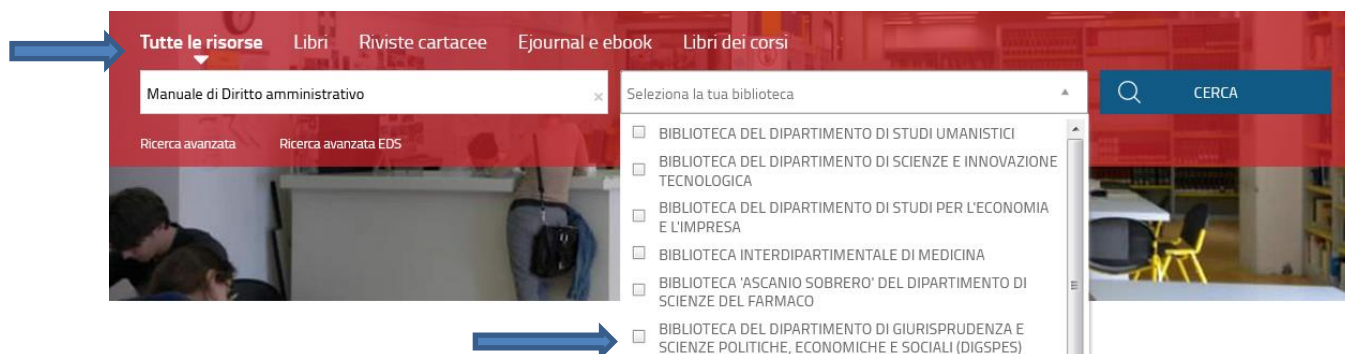 Tutte le risorse Libri Riviste cartacee Ejournal e ebook Libri dei corsi
Manuale di Diritto amministrativo × Seleziona la tua biblioteca CERCA
Ricerca avanzata Ricerca avanzata EDS
BIBLIOTECA DEL DIPARTIMENTO DI STUDI UMANISTICI
BIBLIOTECA DEL DIPARTIMENTO DI SCIENZE E INNOVAZIONE
TECNOLOGICA
BIBLIOTECA DEL DIPARTIMENTO DI STUDI PER L'ECONOMIA
E L'IMPRESA
BIBLIOTECA INTERDIPARTIMENTALE DI MEDICINA
BIBLIOTECA 'ASCANIO SOBRERO' DEL DIPARTIMENTO DI
SCIENZE DEL FARMACO
BIBLIOTECA DEL DIPARTIMENTO DI GIURISPRUDENZA E
SCIENZE POLITICHE, ECONOMICHE E SOCIALI (DIGSPES)